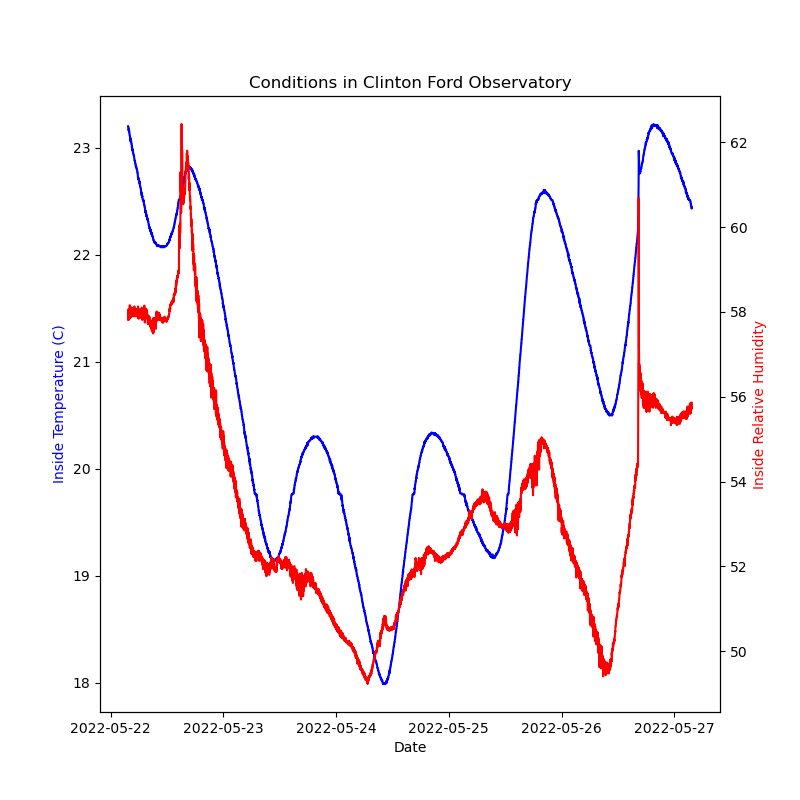 Conditions in Clinton Ford Observatory
23
22
21
20
19
18
Inside Temperature (C)
62
60
58
56
54
52
50
Inside Relative Humidity
2022-05-22 2022-05-23 2022-05-24 2022-05-25 2022-05-26 2022-05-27
Date